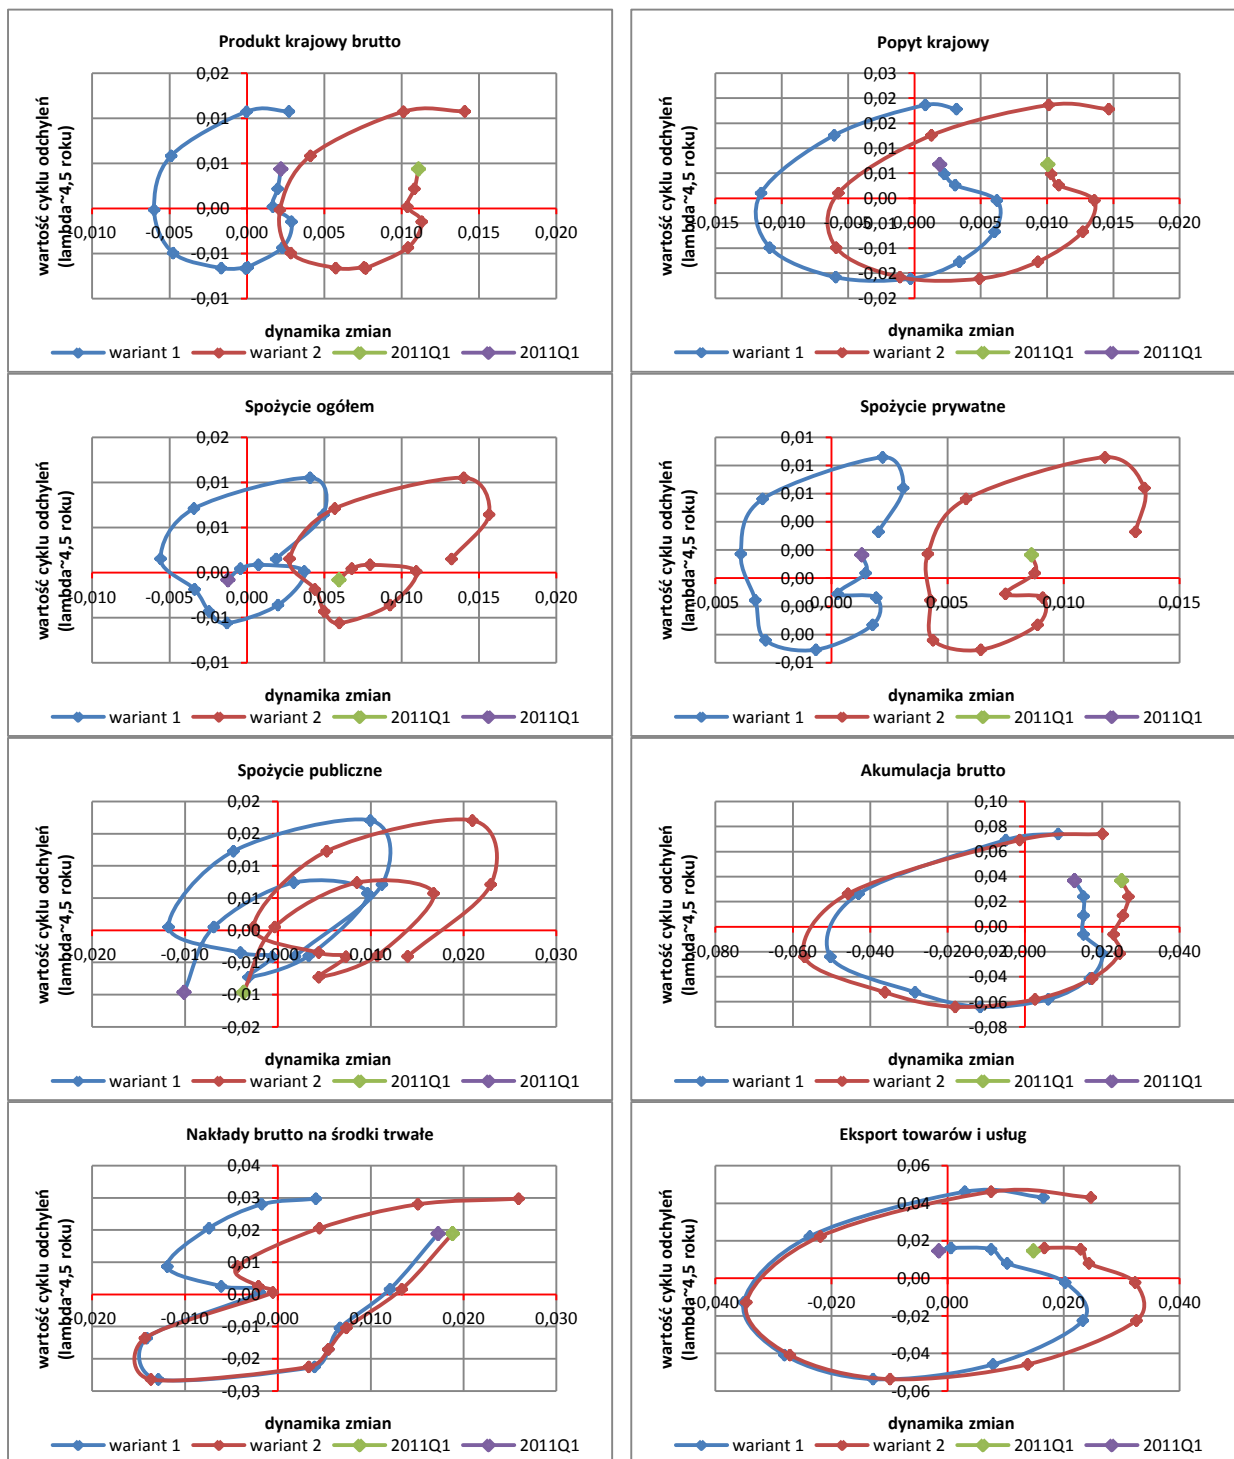 Produkt krajowy brutto
wartość cyklu odchyleń
(lambda~4,5 roku)
0,02
0,01
0,01
0,00
-0,01
-0,01
-0,010
-0,005
0,000
0,005
0,010
0,015
0,020
dynamika zmian
wariant 1
wariant 2
2011Q1
2011Q1
Popyt krajowy
wartość cyklu odchyleń
(lambda~4,5 roku)
0,03
0,02
0,02
0,01
0,01
0,00
-0,01
-0,01
-0,02
-0,02
-0,015
-0,010
-0,005
0,000
0,005
0,010
0,015
0,020
dynamika zmian
wariant 1
wariant 2
2011Q1
2011Q1
Spożycie ogółem
wartość cyklu odchyleń
(lambda~4,5 roku)
0,02
0,01
0,01
0,00
-0,01
-0,01
-0,010
-0,005
0,000
0,005
0,010
0,015
0,020
dynamika zmian
wariant 1
wariant 2
2011Q1
2011Q1
Spożycie prywatne
wartość cyklu odchyleń
(lambda~4,5 roku)
0,01
0,01
0,01
0,00
0,00
0,00
0,00
0,00
-0,01
-0,005
0,000
0,005
0,010
0,015
dynamika zmian
wariant 1
wariant 2
2011Q1
2011Q1
Spożycie publiczne
wartość cyklu odchyleń
(lambda~4,5 roku)
0,02
0,02
0,01
0,01
0,00
-0,01
-0,01
-0,02
-0,020
-0,010
0,000
0,010
0,020
0,030
dynamika zmian
wariant 1
wariant 2
2011Q1
2011Q1
Akumulacja brutto
wartość cyklu odchyleń
(lambda~4,5 roku)
0,10
0,08
0,06
0,04
0,02
0,00
-0,02
-0,04
-0,06
-0,08
-0,080
-0,060
-0,040
-0,020
0,000
0,020
0,040
dynamika zmian
wariant 1
wariant 2
2011Q1
2011Q1
Nakłady brutto na środki trwałe
wartość cyklu odchyleń
(lambda~4,5 roku)
0,04
0,03
0,02
0,01
0,00
-0,01
-0,02
-0,03
-0,020
-0,010
0,000
0,010
0,020
0,030
dynamika zmian
wariant 1
wariant 2
2011Q1
2011Q1
Eksport towarów i usług
wartość cyklu odchyleń
(lambda~4,5 roku)
0,06
0,04
0,02
0,00
-0,02
-0,04
-0,06
-0,040
-0,020
0,000
0,020
0,040
dynamika zmian
wariant 1
wariant 2
2011Q1
2011Q1